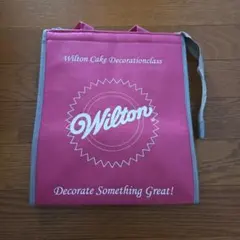 Wilton Cake Decorationclass
Wilton®
Decorate Something Great!